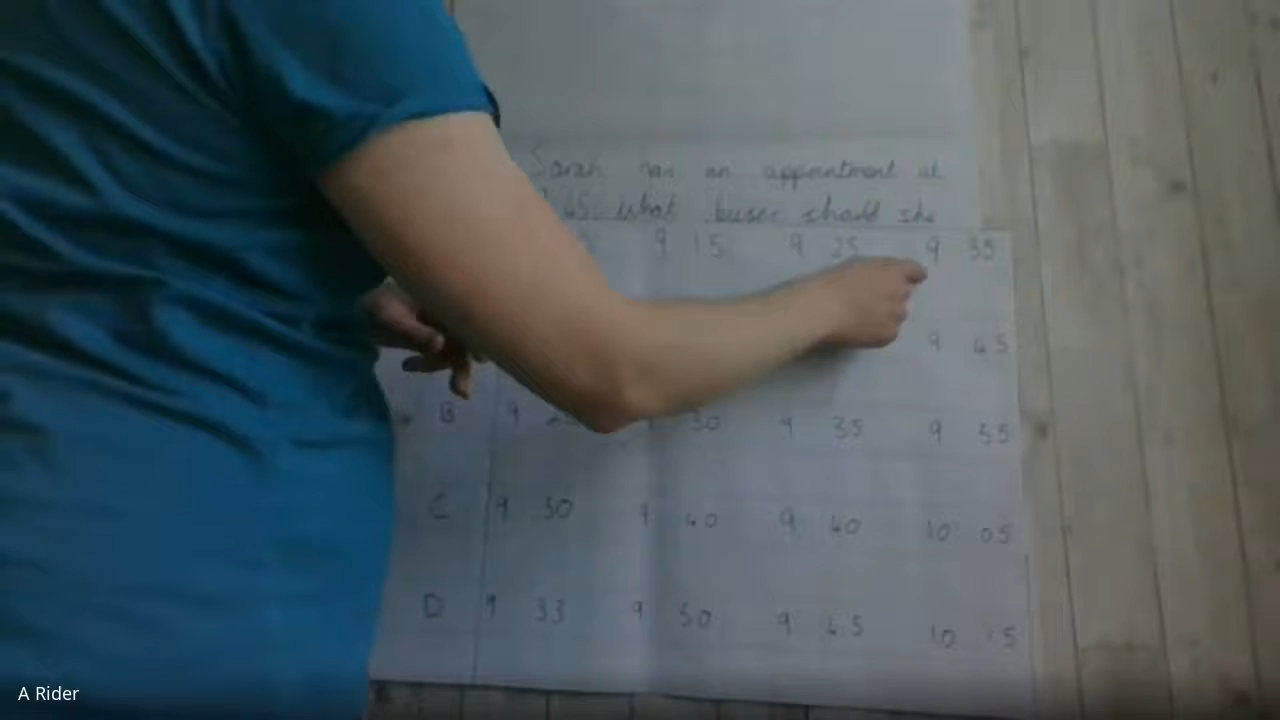 Sarah has an appointment at
45. what buses should she
9 15 9 25 9 35
9 45
B 9 30 9 35 9 55
C 9 50 9 40 9 40 10 05
D 9 33 9 50 9 45 10 15
A Rider